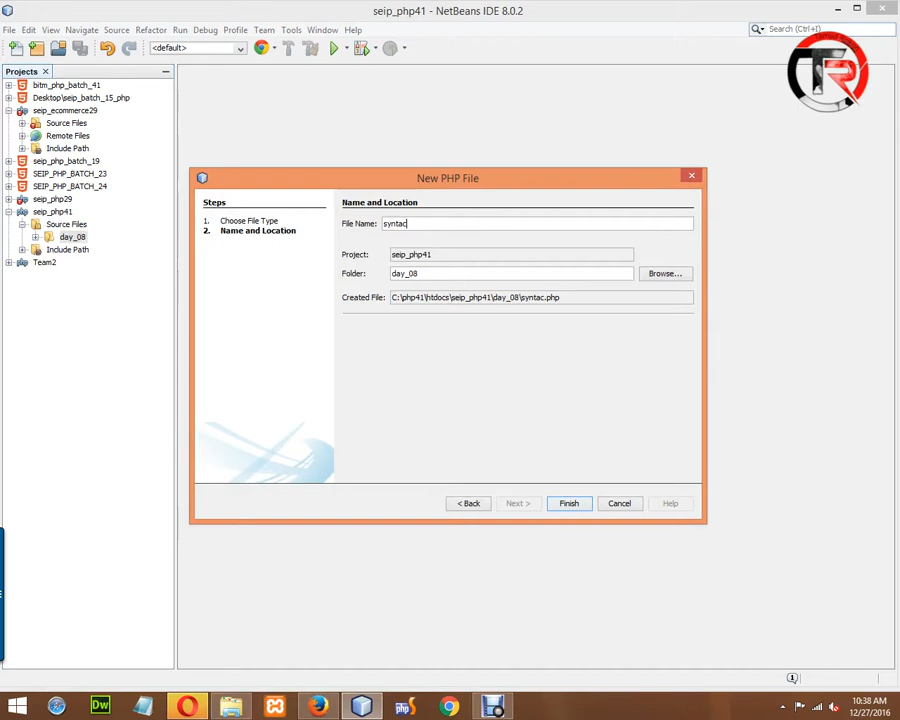 seip_php41 - NetBeans IDE 8.0.2
File Edit View Navigate Source Refactor Run Debug Profile Team Tools Window Help
Search (Ctrl+I)
<default>
TR
Projects
bitm_php_batch_41
Desktop\seip_batch_15_php
seip_ecommerce29
Source Files
Remote Files
Include Path
seip_php_batch_19
SEIP_PHP_BATCH_23
SEIP_PHP_BATCH_24
seip_php29
seip_php41
Source Files
day_08
Include Path
Team2
New PHP File
Steps
1. Choose File Type
2. Name and Location
Name and Location
File Name: syntac
Project: seip_php41
Folder: day_08 Browse...
Created File: C:\php41\htdocs\seip_php41\day_08\syntac.php
< Back Next > Finish Cancel Help
1
Dw
php
10:38 AM
12/27/2016